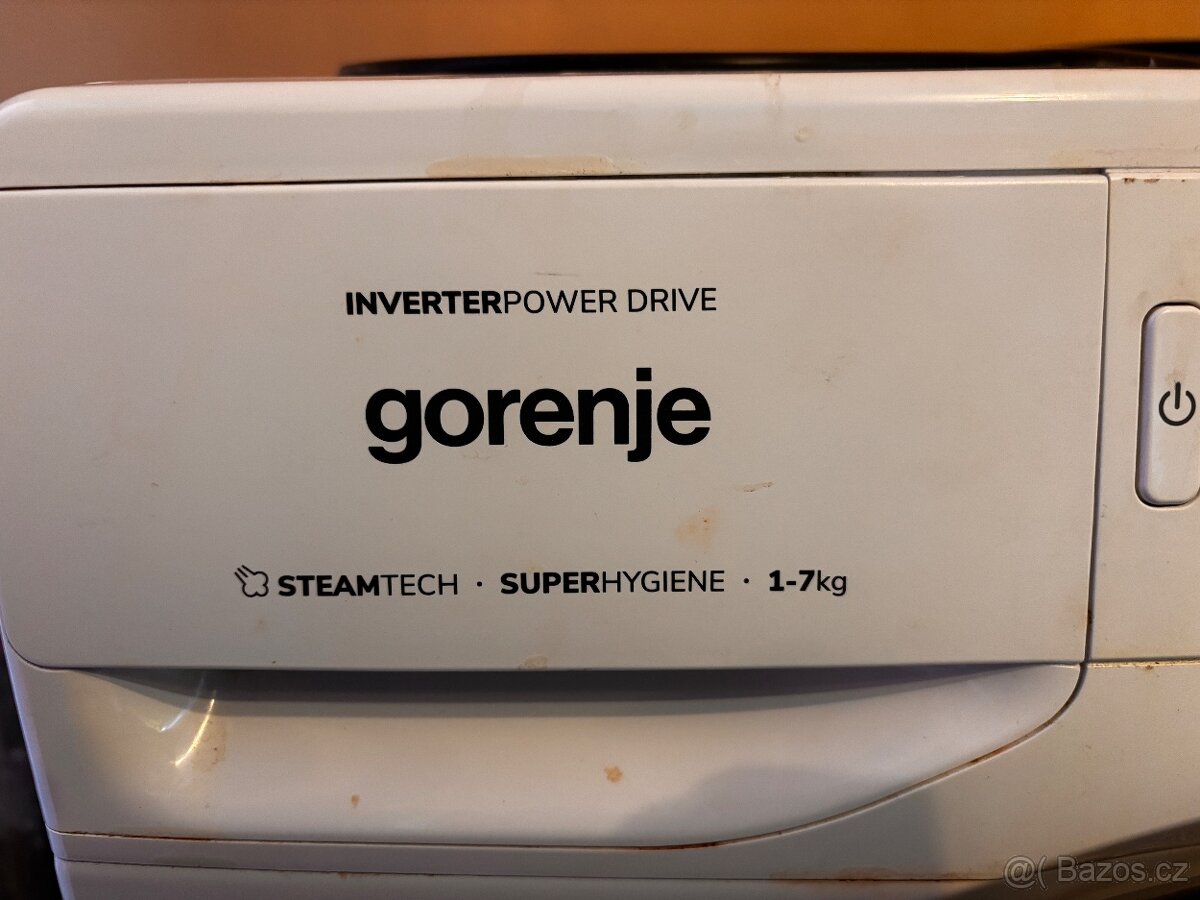 INVERTERPOWER DRIVE
gorenje
STEAMTECH · SUPERHYGIENE · 1-7kg
@( Bazos.cz